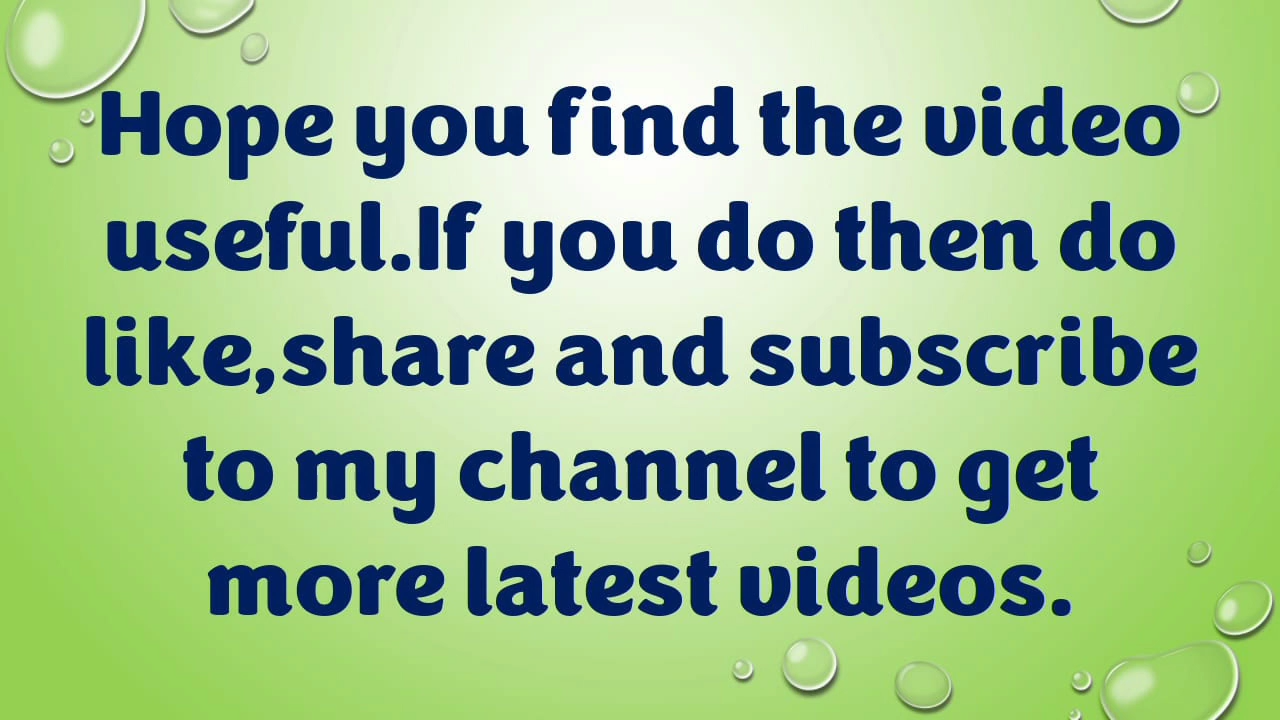 Hope you find the video
useful.If you do then do
like,share and subscribe
to my channel to get
more latest videos.